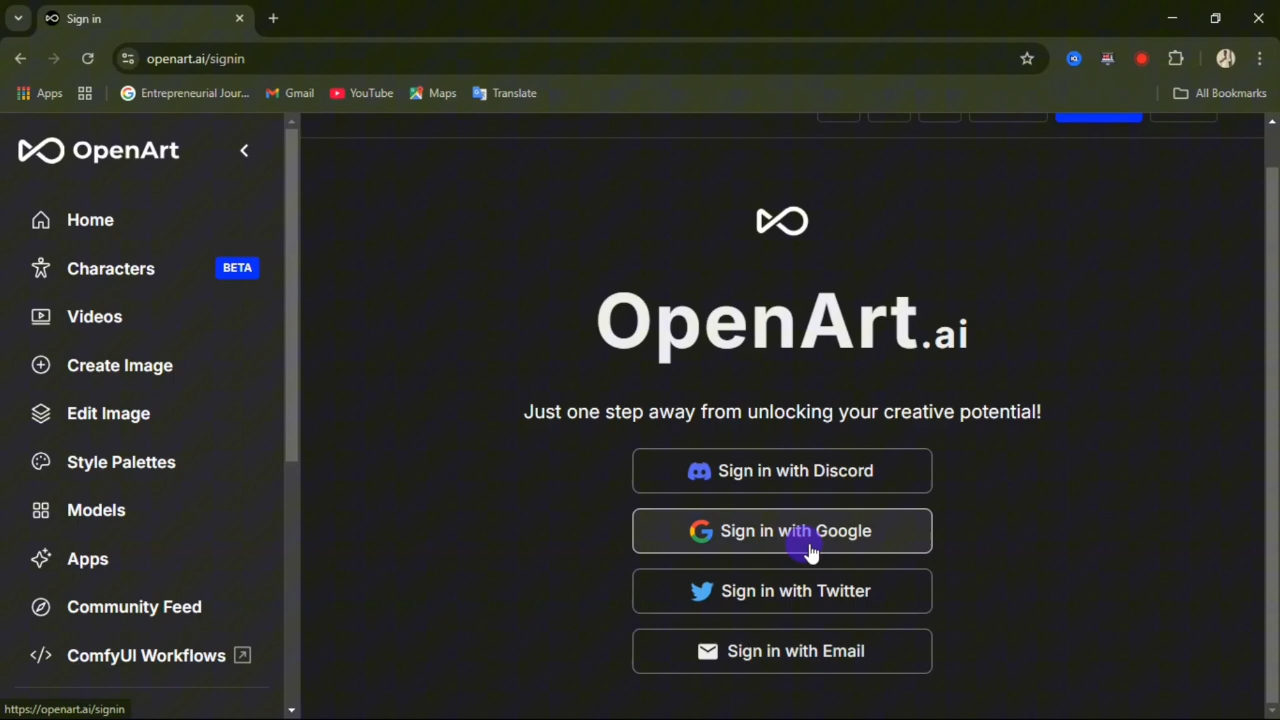 Sign in
openart.ai/signin
Apps
Entrepreneurial Jour...
Gmail
YouTube
Maps
Translate
All Bookmarks
OpenArt
Home
Characters
BETA
Videos
Create Image
Edit Image
Style Palettes
Models
Apps
Community Feed
ComfyUI Workflows
OpenArt.ai
Just one step away from unlocking your creative potential!
Sign in with Discord
Sign in with Google
Sign in with Twitter
Sign in with Email
https://openart.ai/signin